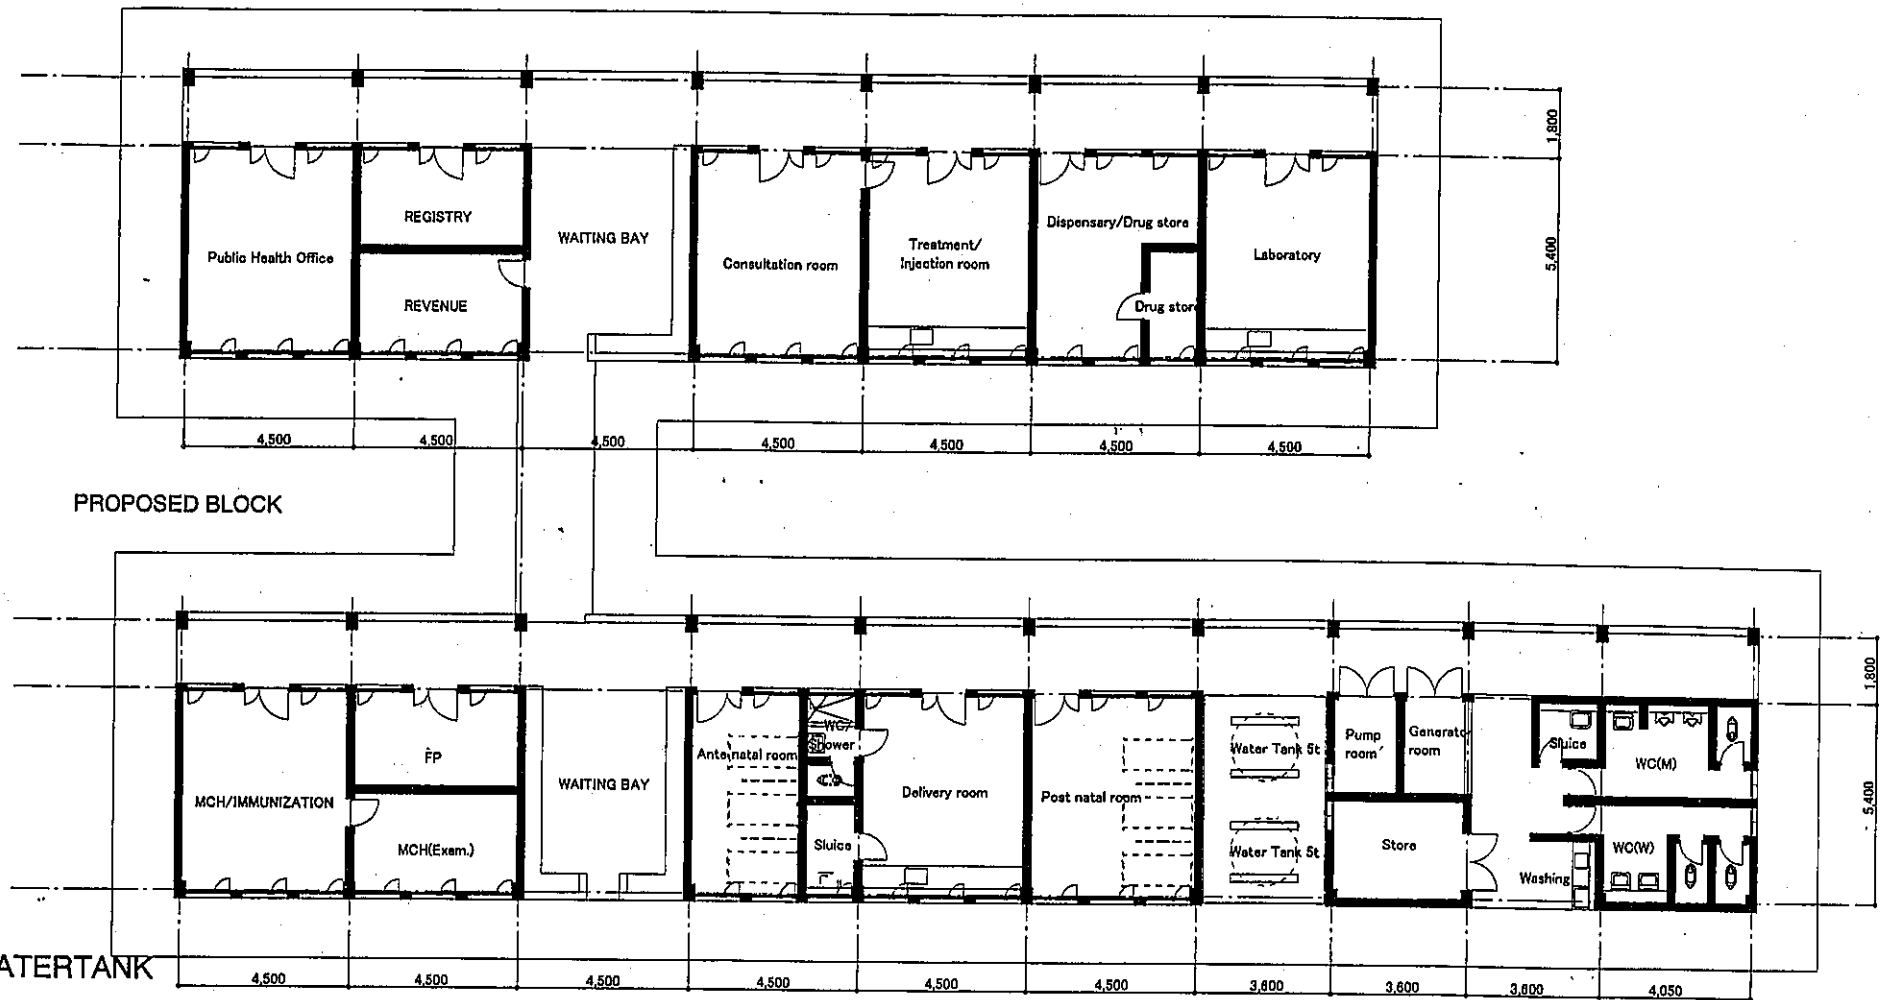 1,800
REGISTRY
Dispensary/Drug store
WAITING BAY
Public Health Office
Treatment/
Injection room
Consultation room
Laboratory
5,400
REVENUE
Drug store
4,500
4,500
4,500
4,500
4,500
4,500
4,500
PROPOSED BLOCK
1,800
WC/
Shower
Pump
room
Generato
room
Sluice
Ante natal room
Water Tank 5t
FP
WAITING BAY
WC(M)
MCH/IMMUNIZATION
Delivery room
Post natal room
5,400
MCH(Exam.)
Sluice
Water Tank 5t
Store
WC(W)
Washing
ATERTANK
4,500
4,500
4,500
4,500
4,500
4,500
3,600
3,600
3,600
4,050